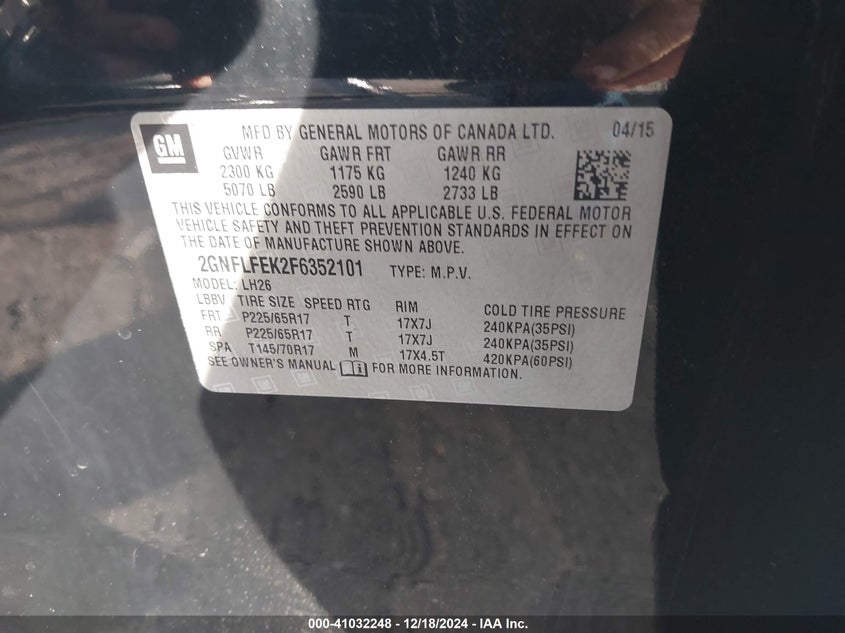 GM
MFD BY GENERAL MOTORS OF CANADA LTD. 04/15
GVWR GAWR FRT GAWR RR
2300 KG 1175 KG 1240 KG
5070 LB 2590 LB 2733 LB
THIS VEHICLE CONFORMS TO ALL APPLICABLE U.S. FEDERAL MOTOR
VEHICLE SAFETY AND THEFT PREVENTION STANDARDS IN EFFECT ON
THE DATE OF MANUFACTURE SHOWN ABOVE.
2GNFLFEK2F6352101 TYPE: M.P.V.
MODEL: LH26
LBBV TIRE SIZE SPEED RTG RIM COLD TIRE PRESSURE
FRT P225/65R17 T 17X7J 240KPA(35PSI)
RR P225/65R17 T 17X7J 240KPA(35PSI)
SPA T145/70R17 M 17X4.5T 420KPA(60PSI)
SEE OWNER'S MANUAL FOR MORE INFORMATION.
000-41032248 - 12/18/2024 - IAA Inc.